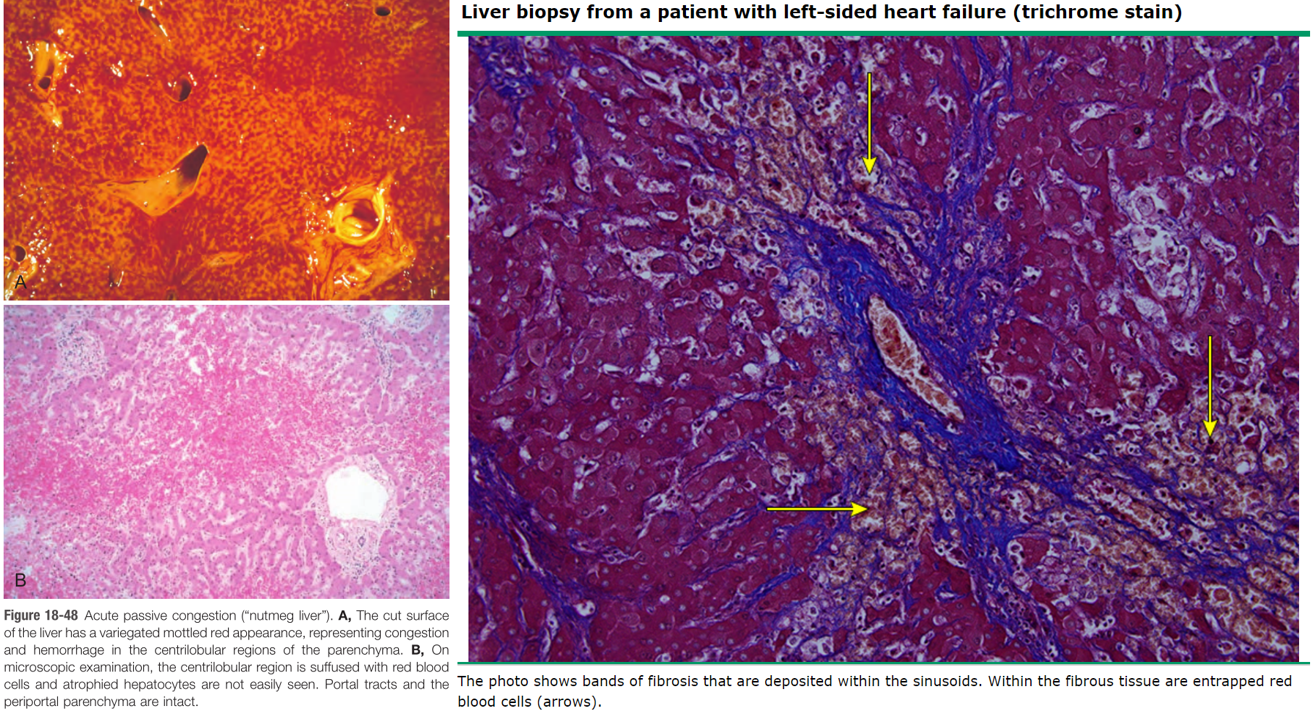 A
B
Figure 18-48 Acute passive congestion (“nutmeg liver”). A, The cut surface
of the liver has a variegated mottled red appearance, representing congestion
and hemorrhage in the centrilobular regions of the parenchyma. B, On
microscopic examination, the centrilobular region is suffused with red blood
cells and atrophied hepatocytes are not easily seen. Portal tracts and the
periportal parenchyma are intact.
Liver biopsy from a patient with left-sided heart failure (trichrome stain)
The photo shows bands of fibrosis that are deposited within the sinusoids. Within the fibrous tissue are entrapped red
blood cells (arrows).